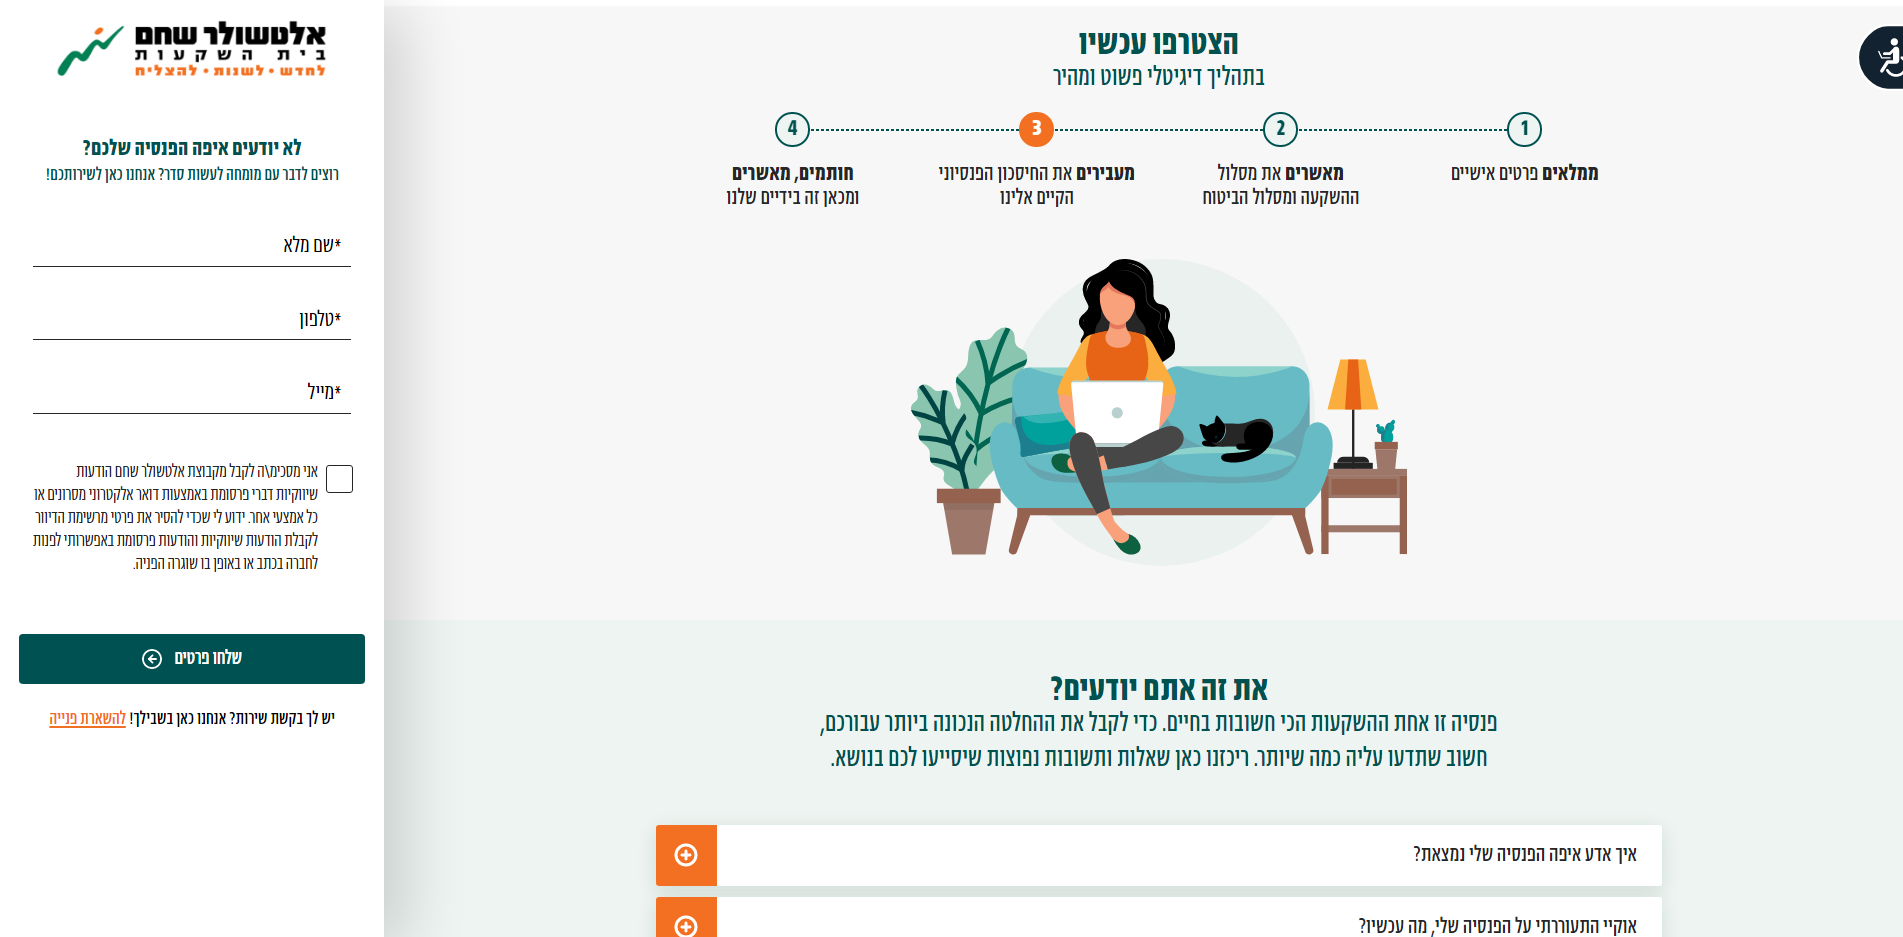 הצטרפו עכשיו
בתהליך דיגיטלי פשוט ומהיר
1
2
3
4
ממלאים פרטים אישיים
מאשרים את מסלול
ההשקעה ומסלול הביטוח
מעבירים את החיסכון הפנסיוני
הקיים אלינו
חותמים, מאשרים
ומכאן זה בידיים שלנו
את זה אתם יודעים?
פנסיה זו אחת ההשקעות הכי חשובות בחיים. כדי לקבל את ההחלטה הנכונה ביותר עבורכם,
חשוב שתדעו עליה כמה שיותר. ריכזנו כאן שאלות ותשובות נפוצות שיסייעו לכם בנושא.
איך אדע איפה הפנסיה שלי נמצאת?
אוקיי התעוררתי על הפנסיה שלי, מה עכשיו?
אלטשולר שחם
בית השקעות
לחדש • לשנות • להצליח
לא יודעים איפה הפנסיה שלכם?
רוצים לדבר עם מומחה לעשות סדר? אנחנו כאן לשירותכם!
*שם מלא
*טלפון
*מייל
אני מסכימ\ה לקבל מקבוצת אלטשולר שחם הודעות
שיווקיות דברי פרסומת באמצעות דואר אלקטרוני מסרונים או
כל אמצעי אחר. ידוע לי שכדי להסיר את פרטי מרשימת הדיוור
לקבלת הודעות שיווקיות והודעות פרסומת באפשרותי לפנות
לחברה בכתב או באופן בו שוגרה הפניה.
שלחו פרטים
יש לך בקשת שירות? אנחנו כאן בשבילך! להשארת פנייה